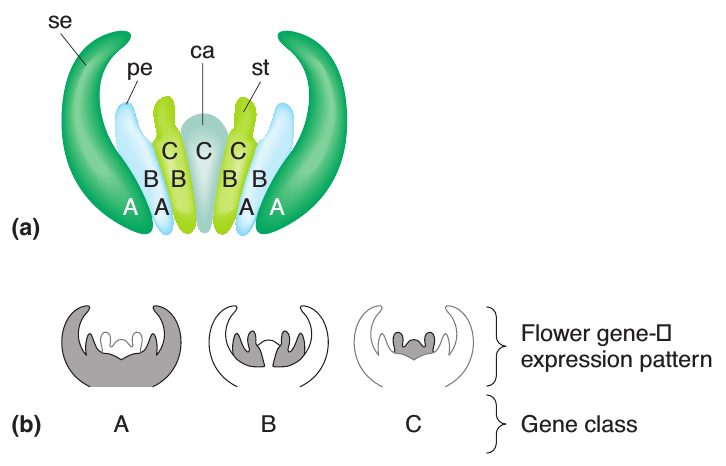 se
ca
pe
st
C C C
B B B B
A A A A
(a)
Flower gene-□
expression pattern
(b) A B C Gene class